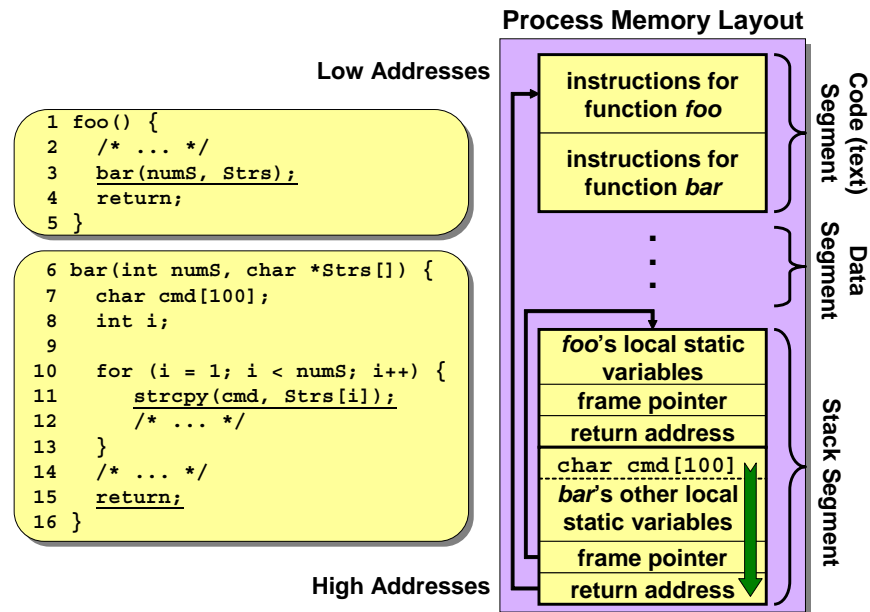 Process Memory Layout
Low Addresses
1 foo() {
2   /* ... */
3   bar(numS, Strs);
4   return;
5 }
6 bar(int numS, char *Strs[]) {
7   char cmd[100];
8   int i;
9
10   for (i = 1; i < numS; i++) {
11     strcpy(cmd, Strs[i]);
12     /* ... */
13   }
14   /* ... */
15   return;
16 }
High Addresses
instructions for
function foo
instructions for
function bar
. . .
foo's local static
variables
frame pointer
return address
char cmd[100]
bar's other local
static variables
frame pointer
return address
Code (text)
Segment
Data
Segment
Stack Segment